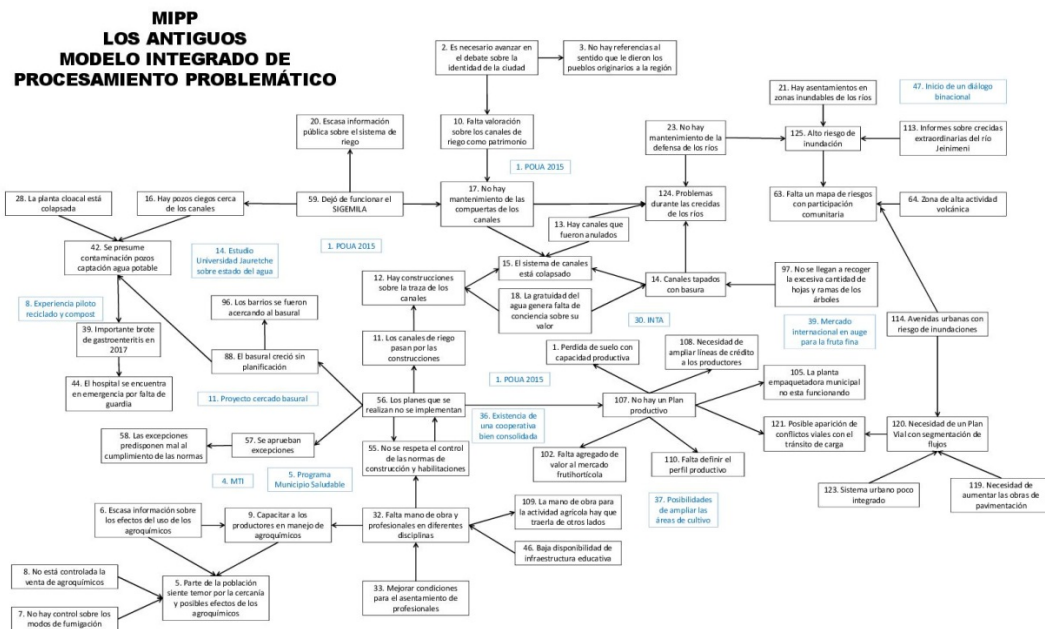 MIPP
LOS ANTIGUOS
MODELO INTEGRADO DE
PROCESAMIENTO PROBLEMÁTICO
2. Es necesario avanzar en
el debate sobre la
identidad de la ciudad
3. No hay referencias al
sentido que le dieron los
pueblos originarios a la región
21. Hay asentamientos en
zonas inundables de los ríos
47. Inicio de un diálogo
binacional
20. Escasa información
pública sobre el sistema de
riego
10. Falta valoración
sobre los canales de
riego como patrimonio
23. No hay
mantenimiento de la
defensa de los ríos
125. Alto riesgo de
inundación
113. Informes sobre crecidas
extraordinarias del río
Jeinimeni
1. POUA 2015
28. La planta cloacal está
colapsada
16. Hay pozos ciegos cerca
de los canales
59. Dejó de funcionar el
SIGEMILA
17. No hay
mantenimiento de las
compuertas de los
canales
124. Problemas
durante las crecidas
de los ríos
63. Falta un mapa de riesgos
con participación
comunitaria
64. Zona de alta actividad
volcánica
13. Hay canales que
fueron anulados
42. Se presume
contaminación pozos
captación agua potable
14. Estudio
Universidad Jauretche
sobre estado del agua
1. POUA 2015
15. El sistema de canales
está colapsado
12. Hay construcciones
sobre la traza de los
canales
14. Canales tapados
con basura
97. No se llegan a recoger
la excesiva cantidad de
hojas y ramas de los
árboles
8. Experiencia piloto
reciclado y compost
96. Los barrios se fueron
acercando al basural
18. La gratuidad del
agua genera falta de
conciencia sobre su
valor
30. INTA
39. Mercado
internacional en auge
para la fruta fina
114. Avenidas urbanas con
riesgo de inundaciones
39. Importante brote
de gastroenteritis en
2017
11. Los canales de riego
pasan por las
construcciones
1. Perdida de suelo con
capacidad productiva
108. Necesidad de
ampliar líneas de crédito
a los productores
88. El basural creció sin
planificación
105. La planta
empaquetadora municipal
no esta funcionando
44. El hospital se encuentra
en emergencia por falta de
guardia
1. POUA 2015
11. Proyecto cercado basural
56. Los planes que se
realizan no se implementan
107. No hay un Plan
productivo
36. Existencia de
una cooperativa
bien consolidada
121. Posible aparición de
conflictos viales con el
tránsito de carga
120. Necesidad de un Plan
Vial con segmentación de
flujos
58. Las excepciones
predisponen mal al
cumplimiento de las normas
57. Se aprueban
excepciones
55. No se respeta el control
de las normas de
construcción y habilitaciones
102. Falta agregado de
valor al mercado
frutihortícola
110. Falta definir el
perfil productivo
4. MTI
5. Programa
Municipio Saludable
123. Sistema urbano poco
integrado
119. Necesidad de
aumentar las obras de
pavimentación
37. Posibilidades
de ampliar las
áreas de cultivo
6. Escasa información sobre
los efectos del uso de los
agroquímicos
9. Capacitar a los
productores en manejo de
agroquímicos
32. Falta mano de obra y
profesionales en diferentes
disciplinas
109. La mano de obra para
la actividad agrícola hay que
traerla de otros lados
46. Baja disponibilidad de
infraestructura educativa
8. No está controlada la
venta de agroquímicos
5. Parte de la población
siente temor por la cercanía
y posibles efectos de los
agroquímicos
33. Mejorar condiciones
para el asentamiento de
profesionales
7. No hay control sobre los
modos de fumigación